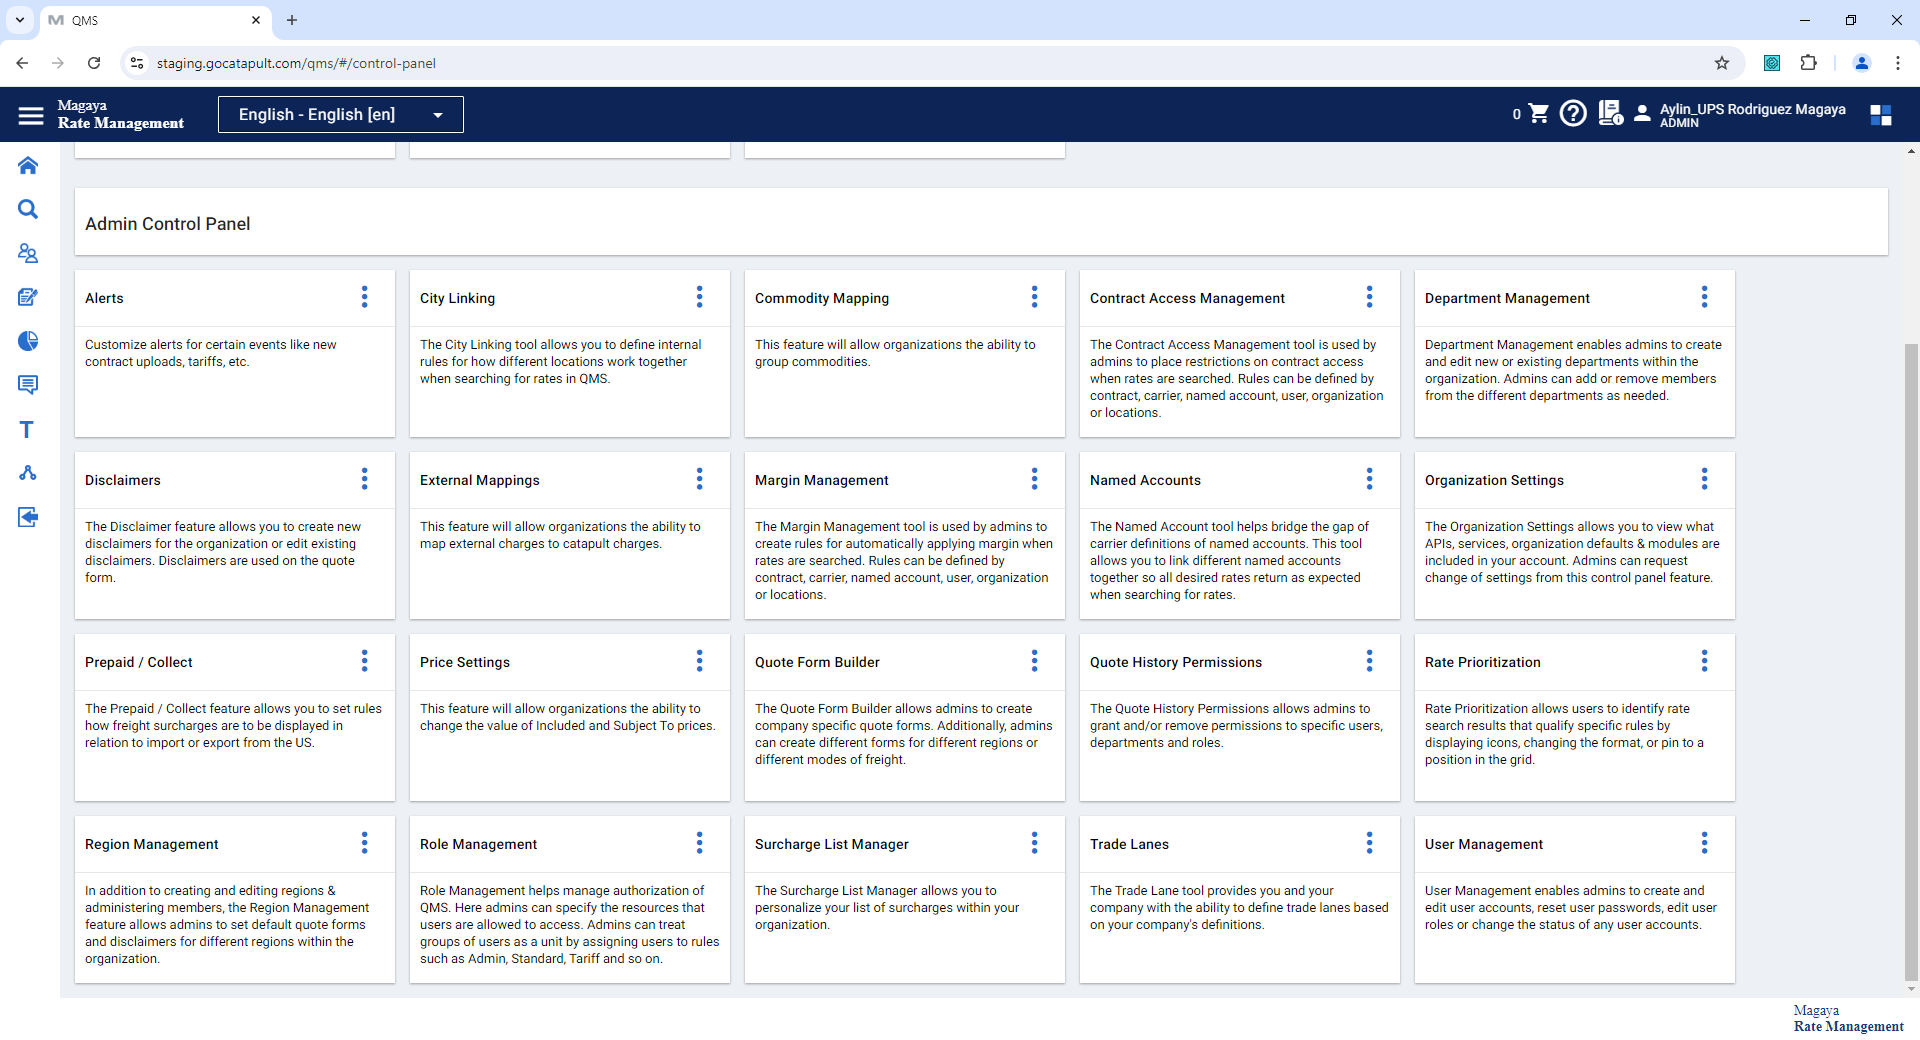 QMS
staging.gocatapult.com/qms/#/control-panel
Magaya
Rate Management
English - English [en]
0
Aylin_UPS Rodriguez Magaya
ADMIN
Admin Control Panel
Alerts
Customize alerts for certain events like new
contract uploads, tariffs, etc.
City Linking
The City Linking tool allows you to define internal
rules for how different locations work together
when searching for rates in QMS.
Commodity Mapping
This feature will allow organizations the ability to
group commodities.
Contract Access Management
The Contract Access Management tool is used by
admins to place restrictions on contract access
when rates are searched. Rules can be defined by
contract, carrier, named account, user, organization
or locations.
Department Management
Department Management enables admins to create
and edit new or existing departments within the
organization. Admins can add or remove members
from the different departments as needed.
Disclaimers
The Disclaimer feature allows you to create new
disclaimers for the organization or edit existing
disclaimers. Disclaimers are used on the quote
form.
External Mappings
This feature will allow organizations the ability to
map external charges to catapult charges.
Margin Management
The Margin Management tool is used by admins to
create rules for automatically applying margin when
rates are searched. Rules can be defined by
contract, carrier, named account, user, organization
or locations.
Named Accounts
The Named Account tool helps bridge the gap of
carrier definitions of named accounts. This tool
allows you to link different named accounts
together so all desired rates return as expected
when searching for rates.
Organization Settings
The Organization Settings allows you to view what
APIs, services, organization defaults & modules are
included in your account. Admins can request
change of settings from this control panel feature.
Prepaid / Collect
The Prepaid / Collect feature allows you to set rules
how freight surcharges are to be displayed in
relation to import or export from the US.
Price Settings
This feature will allow organizations the ability to
change the value of Included and Subject To prices.
Quote Form Builder
The Quote Form Builder allows admins to create
company specific quote forms. Additionally, admins
can create different forms for different regions or
different modes of freight.
Quote History Permissions
The Quote History Permissions allows admins to
grant and/or remove permissions to specific users,
departments and roles.
Rate Prioritization
Rate Prioritization allows users to identify rate
search results that qualify specific rules by
displaying icons, changing the format, or pin to a
position in the grid.
Region Management
In addition to creating and editing regions &
administering members, the Region Management
feature allows admins to set default quote forms
and disclaimers for different regions within the
organization.
Role Management
Role Management helps manage authorization of
QMS. Here admins can specify the resources that
users are allowed to access. Admins can treat
groups of users as a unit by assigning users to rules
such as Admin, Standard, Tariff and so on.
Surcharge List Manager
The Surcharge List Manager allows you to
personalize your list of surcharges within your
organization.
Trade Lanes
The Trade Lane tool provides you and your
company with the ability to define trade lanes based
on your company's definitions.
User Management
User Management enables admins to create and
edit user accounts, reset user passwords, edit user
roles or change the status of any user accounts.
Magaya
Rate Management